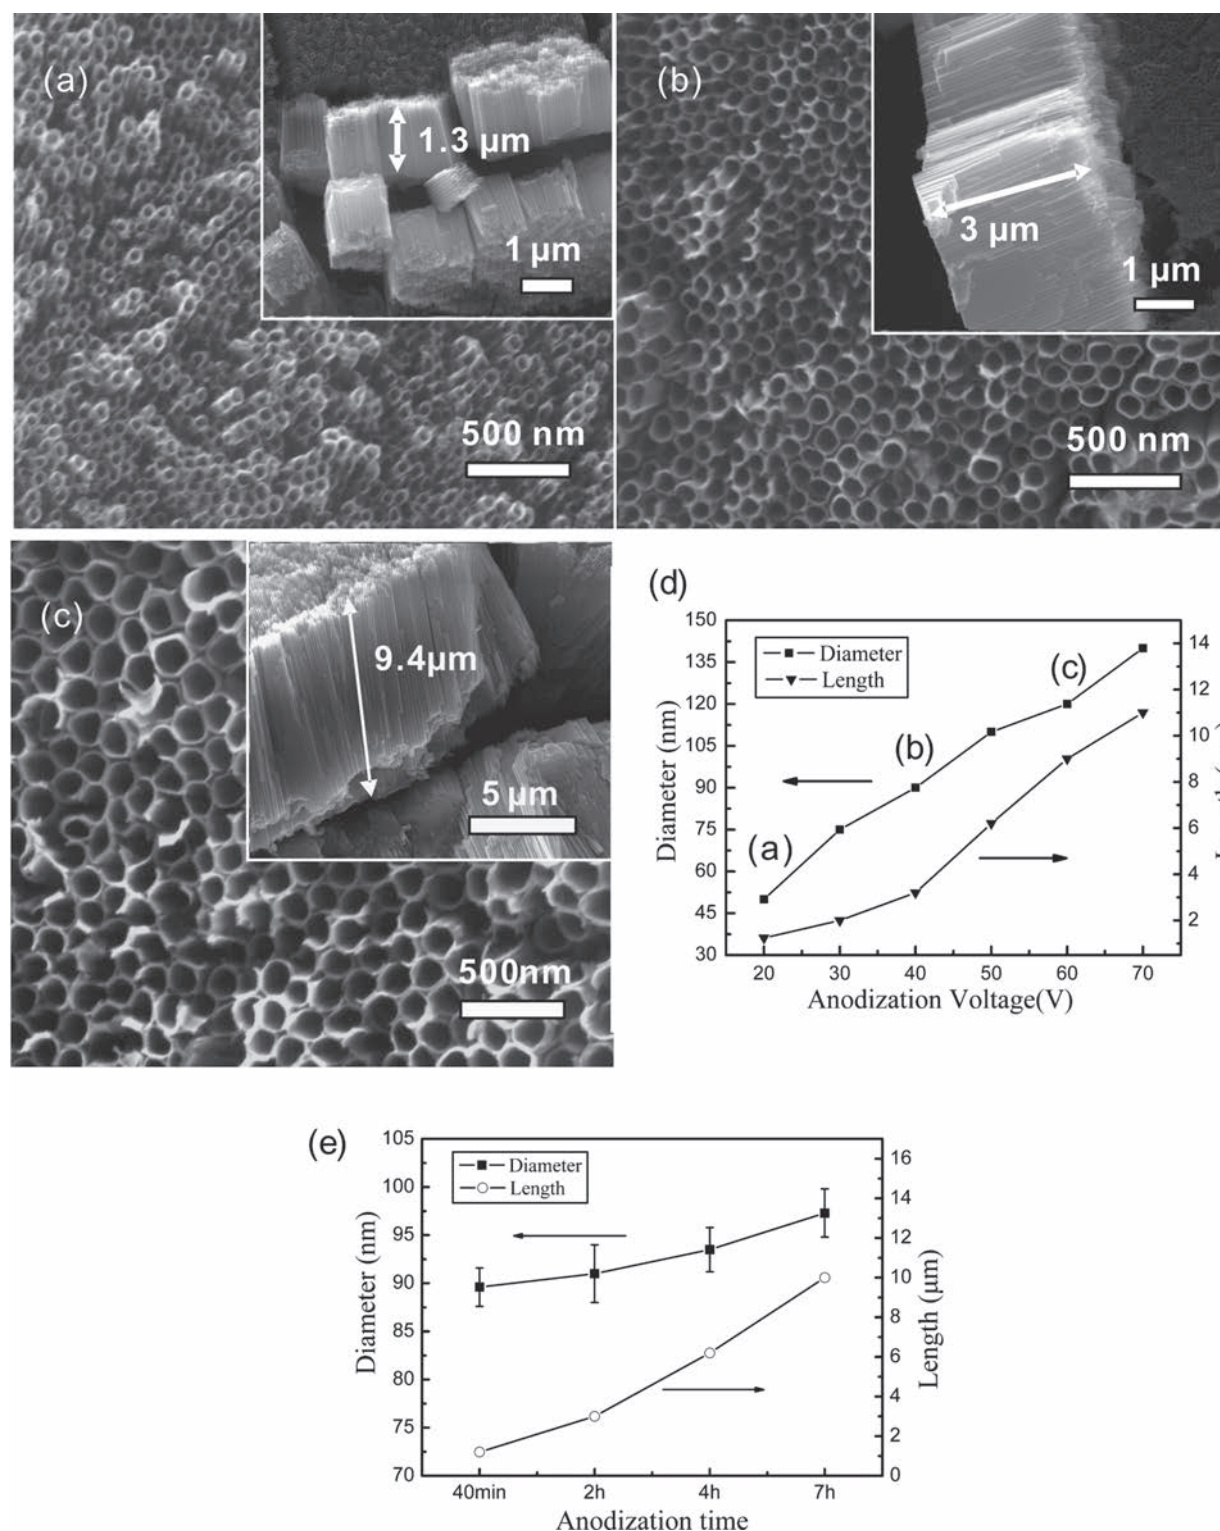 (a)
1.3 µm
1 µm
500 nm
(b)
3 µm
1 µm
500 nm
(c)
9.4µm
5 µm
500nm
(d)
150
135
120
105
90
75
60
45
30
Diameter (nm)
Diameter
Length
(a)
(b)
(c)
14
12
10
8
6
4
2
20 30 40 50 60 70
Anodization Voltage(V)
(e)
105
100
95
90
85
80
75
70
Diameter (nm)
Diameter
Length
16
14
12
10
8
6
4
2
0
Length (µm)
40min 2h 4h 7h
Anodization time